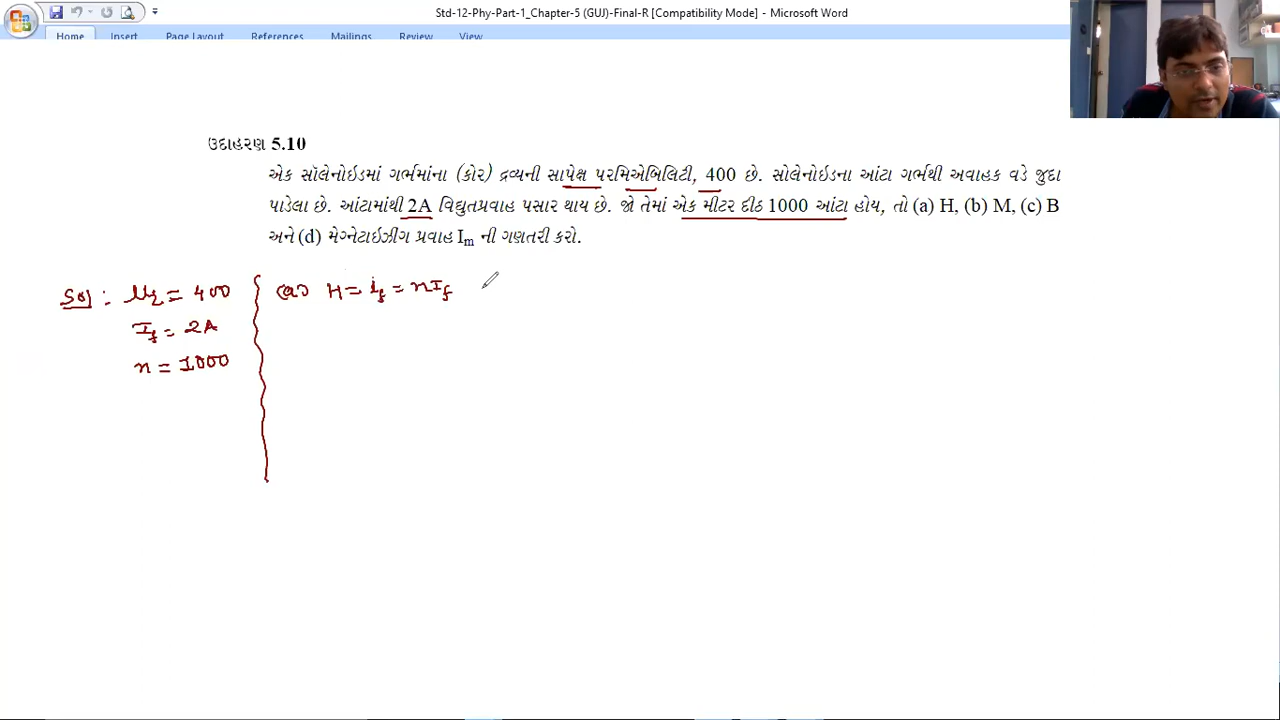 Std-12-Phy-Part-1_Chapter-5 (GUJ)-Final-R [Compatibility Mode] - Microsoft Word
Home Insert Page Layout References Mailings Review View
ઉદાહરણ 5.10
એક સૉલેનોઇડમાં ગર્ભમાંના (કોર) દ્રવ્યની સાપેક્ષ પરમિએબિલિટી, 400 છે. સોલેનોઇડના આંટા ગર્ભથી અવાહક વડે જુદા
પાડેલા છે. આંટામાંથી 2A વિદ્યુતપ્રવાહ પસાર થાય છે. જો તેમાં એક મીટર દીઠ 1000 આંટા હોય, તો (a) H, (b) M, (c) B
અને (d) મેગ્નેટાઇઝીંગ પ્રવાહ Im ની ગણતરી કરો.
Sol : μr = 400
(a) H = if = nIf
If = 2A
n = 1000